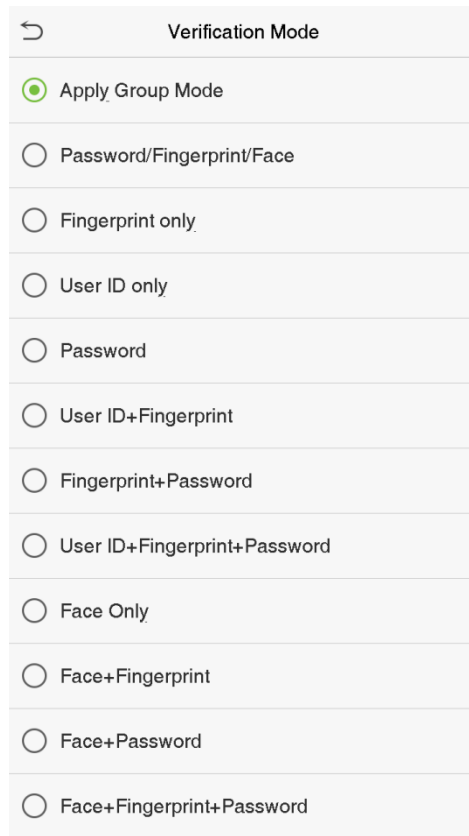 Verification Mode
Apply Group Mode
Password/Fingerprint/Face
Fingerprint only
User ID only
Password
User ID+Fingerprint
Fingerprint+Password
User ID+Fingerprint+Password
Face Only
Face+Fingerprint
Face+Password
Face+Fingerprint+Password